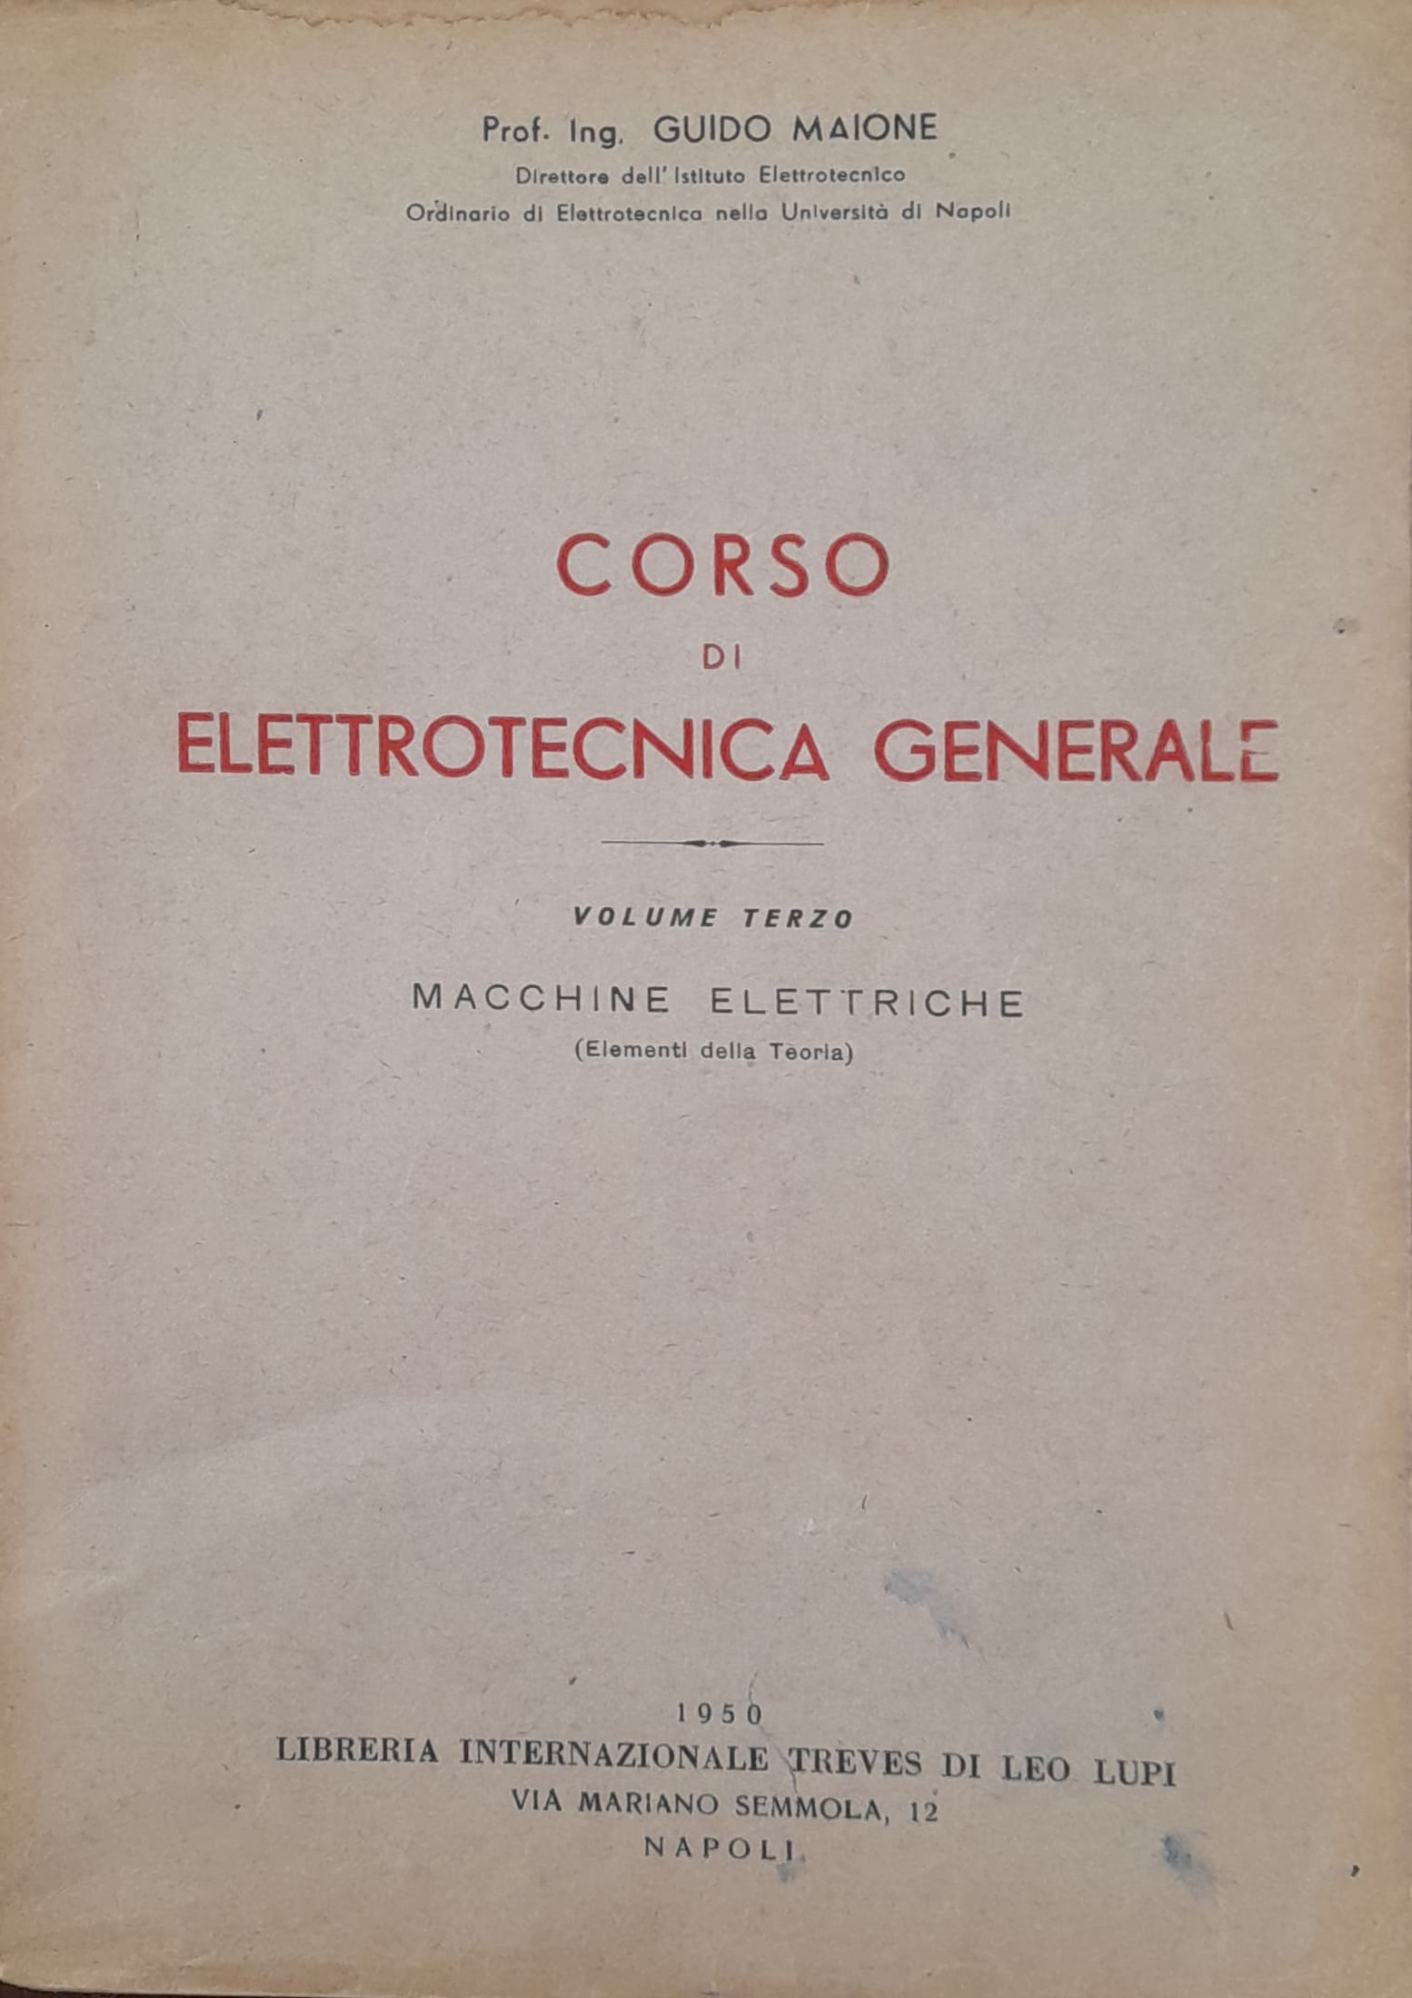 Prof. Ing. GUIDO MAIONE
Direttore dell' Istituto Elettrotecnico
Ordinario di Elettrotecnica nella Università di Napoli
CORSO
DI
ELETTROTECNICA GENERALE
VOLUME TERZO
MACCHINE ELETTRICHE
(Elementi della Teoria)
1950
LIBRERIA INTERNAZIONALE TREVES DI LEO LUPI
VIA MARIANO SEMMOLA, 12
NAPOLI